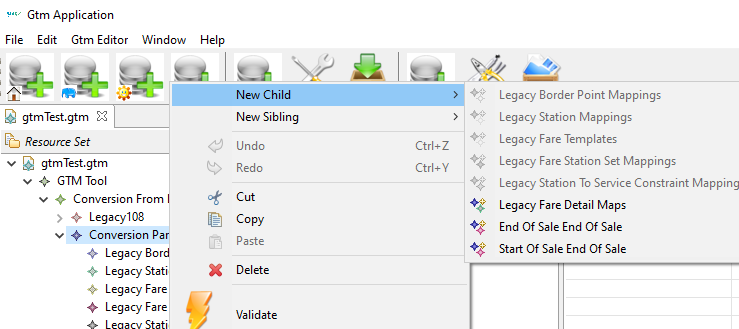 Gtm Application
File Edit Gtm Editor Window Help
gtmTest.gtm
Resource Set
gtmTest.gtm
GTM Tool
Conversion From
Legacy108
Conversion Par
Legacy Bord
Legacy Stati
Legacy Fare
Legacy Fare
Legacy Stati
New Child
New Sibling
Undo Ctrl+Z
Redo Ctrl+Y
Cut
Copy
Paste
Delete
Validate
Legacy Border Point Mappings
Legacy Station Mappings
Legacy Fare Templates
Legacy Fare Station Set Mappings
Legacy Station To Service Constraint Mapping
Legacy Fare Detail Maps
End Of Sale End Of Sale
Start Of Sale End Of Sale